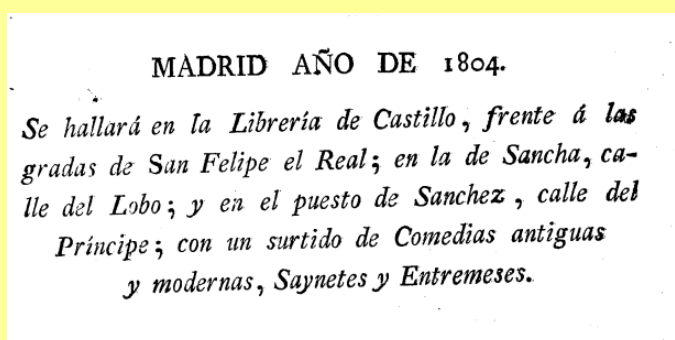 MADRID AÑO DE 1804.
Se hallará en la Librería de Castillo, frente á las
gradas de San Felipe el Real; en la de Sancha, ca-
lle del Lobo; y en el puesto de Sanchez, calle del
Príncipe; con un surtido de Comedias antiguas
y modernas, Saynetes y Entremeses.